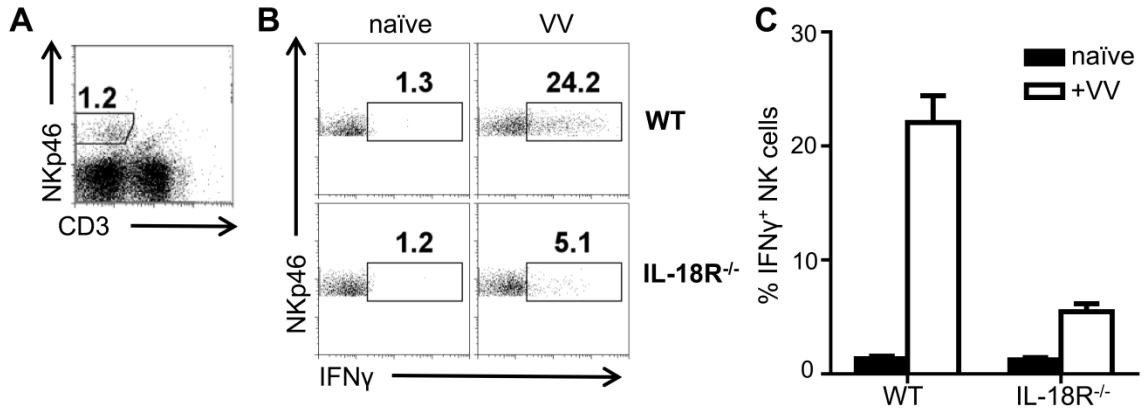 A
1.2
NKp46
CD3
B
naïve
VV
1.3
24.2
WT
1.2
5.1
IL-18R-/-
NKp46
IFNγ
C
30
20
10
0
% IFNγ+ NK cells
naïve
+VV
WT
IL-18R-/-